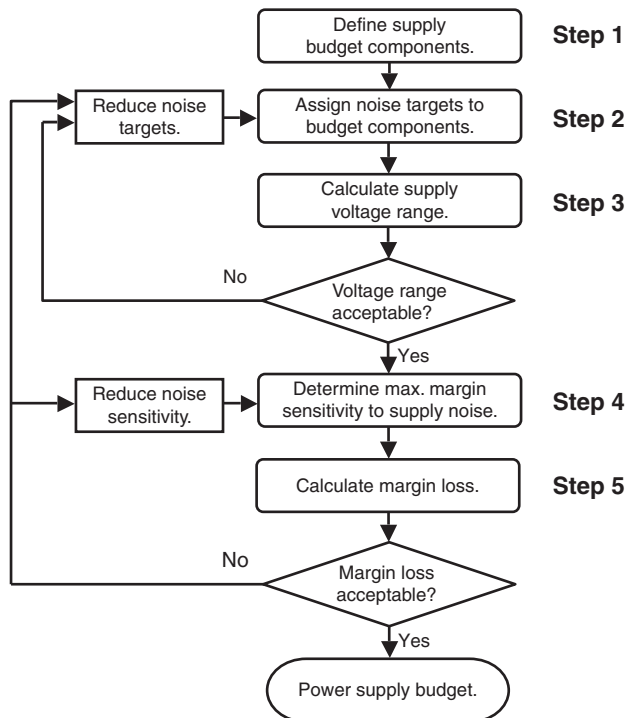 Define supply
budget components.
Step 1
Reduce noise
targets.
Assign noise targets to
budget components.
Step 2
Calculate supply
voltage range.
Step 3
No
Voltage range
acceptable?
Yes
Reduce noise
sensitivity.
Determine max. margin
sensitivity to supply noise.
Step 4
Calculate margin loss.
Step 5
No
Margin loss
acceptable?
Yes
Power supply budget.